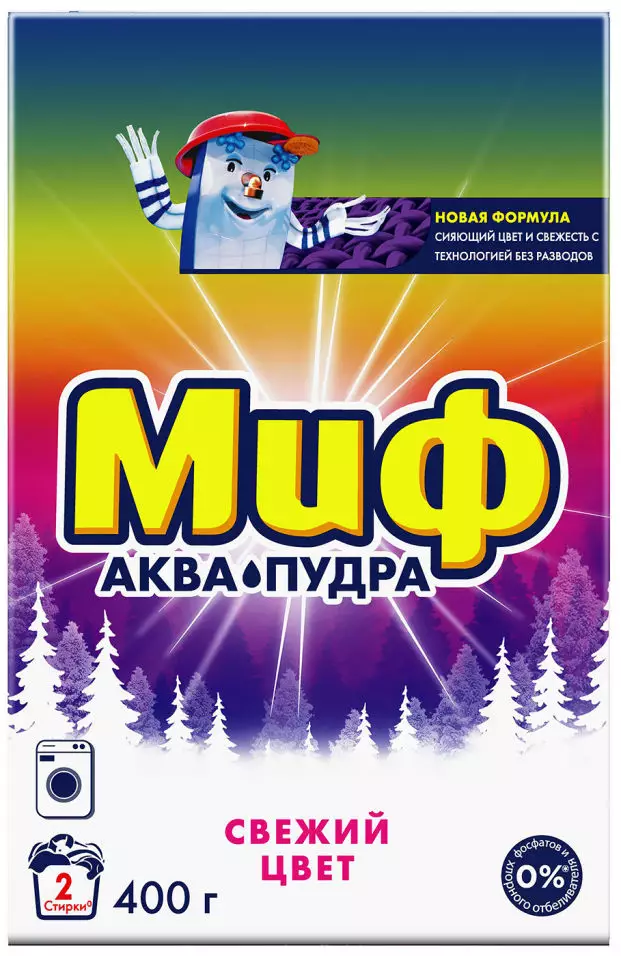 НОВАЯ ФОРМУЛА
СИЯЮЩИЙ ЦВЕТ И СВЕЖЕСТЬ С
ТЕХНОЛОГИЕЙ БЕЗ РАЗВОДОВ
Миф
АКВА ПУДРА
СВЕЖИЙ
ЦВЕТ
2
Стирки⁰
400 г
фосфатов и
0%*
хлорного отбеливателя